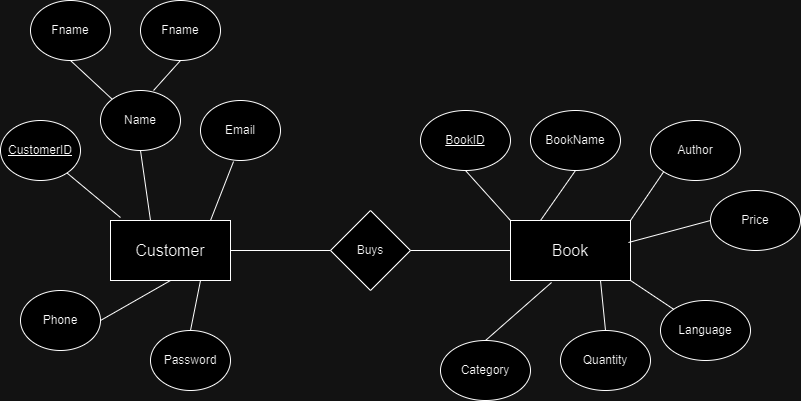 Fname
Fname
Name
Email
CustomerID
BookID
BookName
Author
Price
Customer
Buys
Book
Phone
Password
Language
Category
Quantity